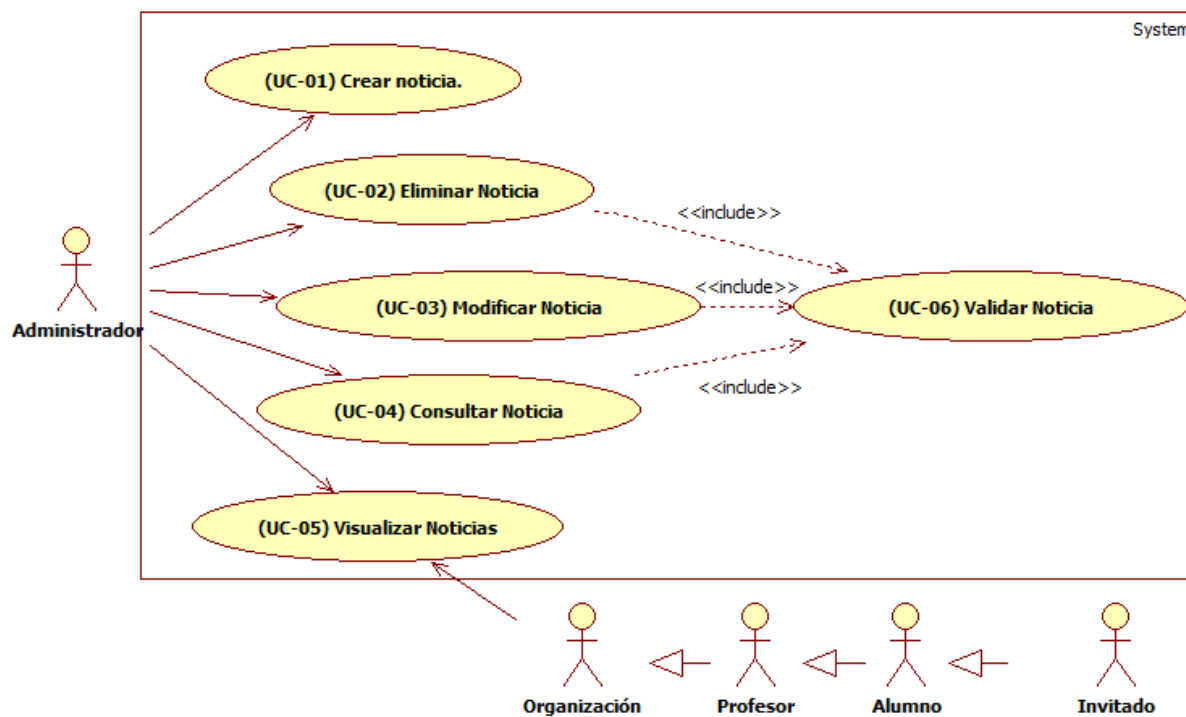 System
(UC-01) Crear noticia.
(UC-02) Eliminar Noticia
<<include>>
<<include>>
(UC-03) Modificar Noticia
(UC-06) Validar Noticia
Administrador
<<include>>
(UC-04) Consultar Noticia
(UC-05) Visualizar Noticias
Organización
Profesor
Alumno
Invitado